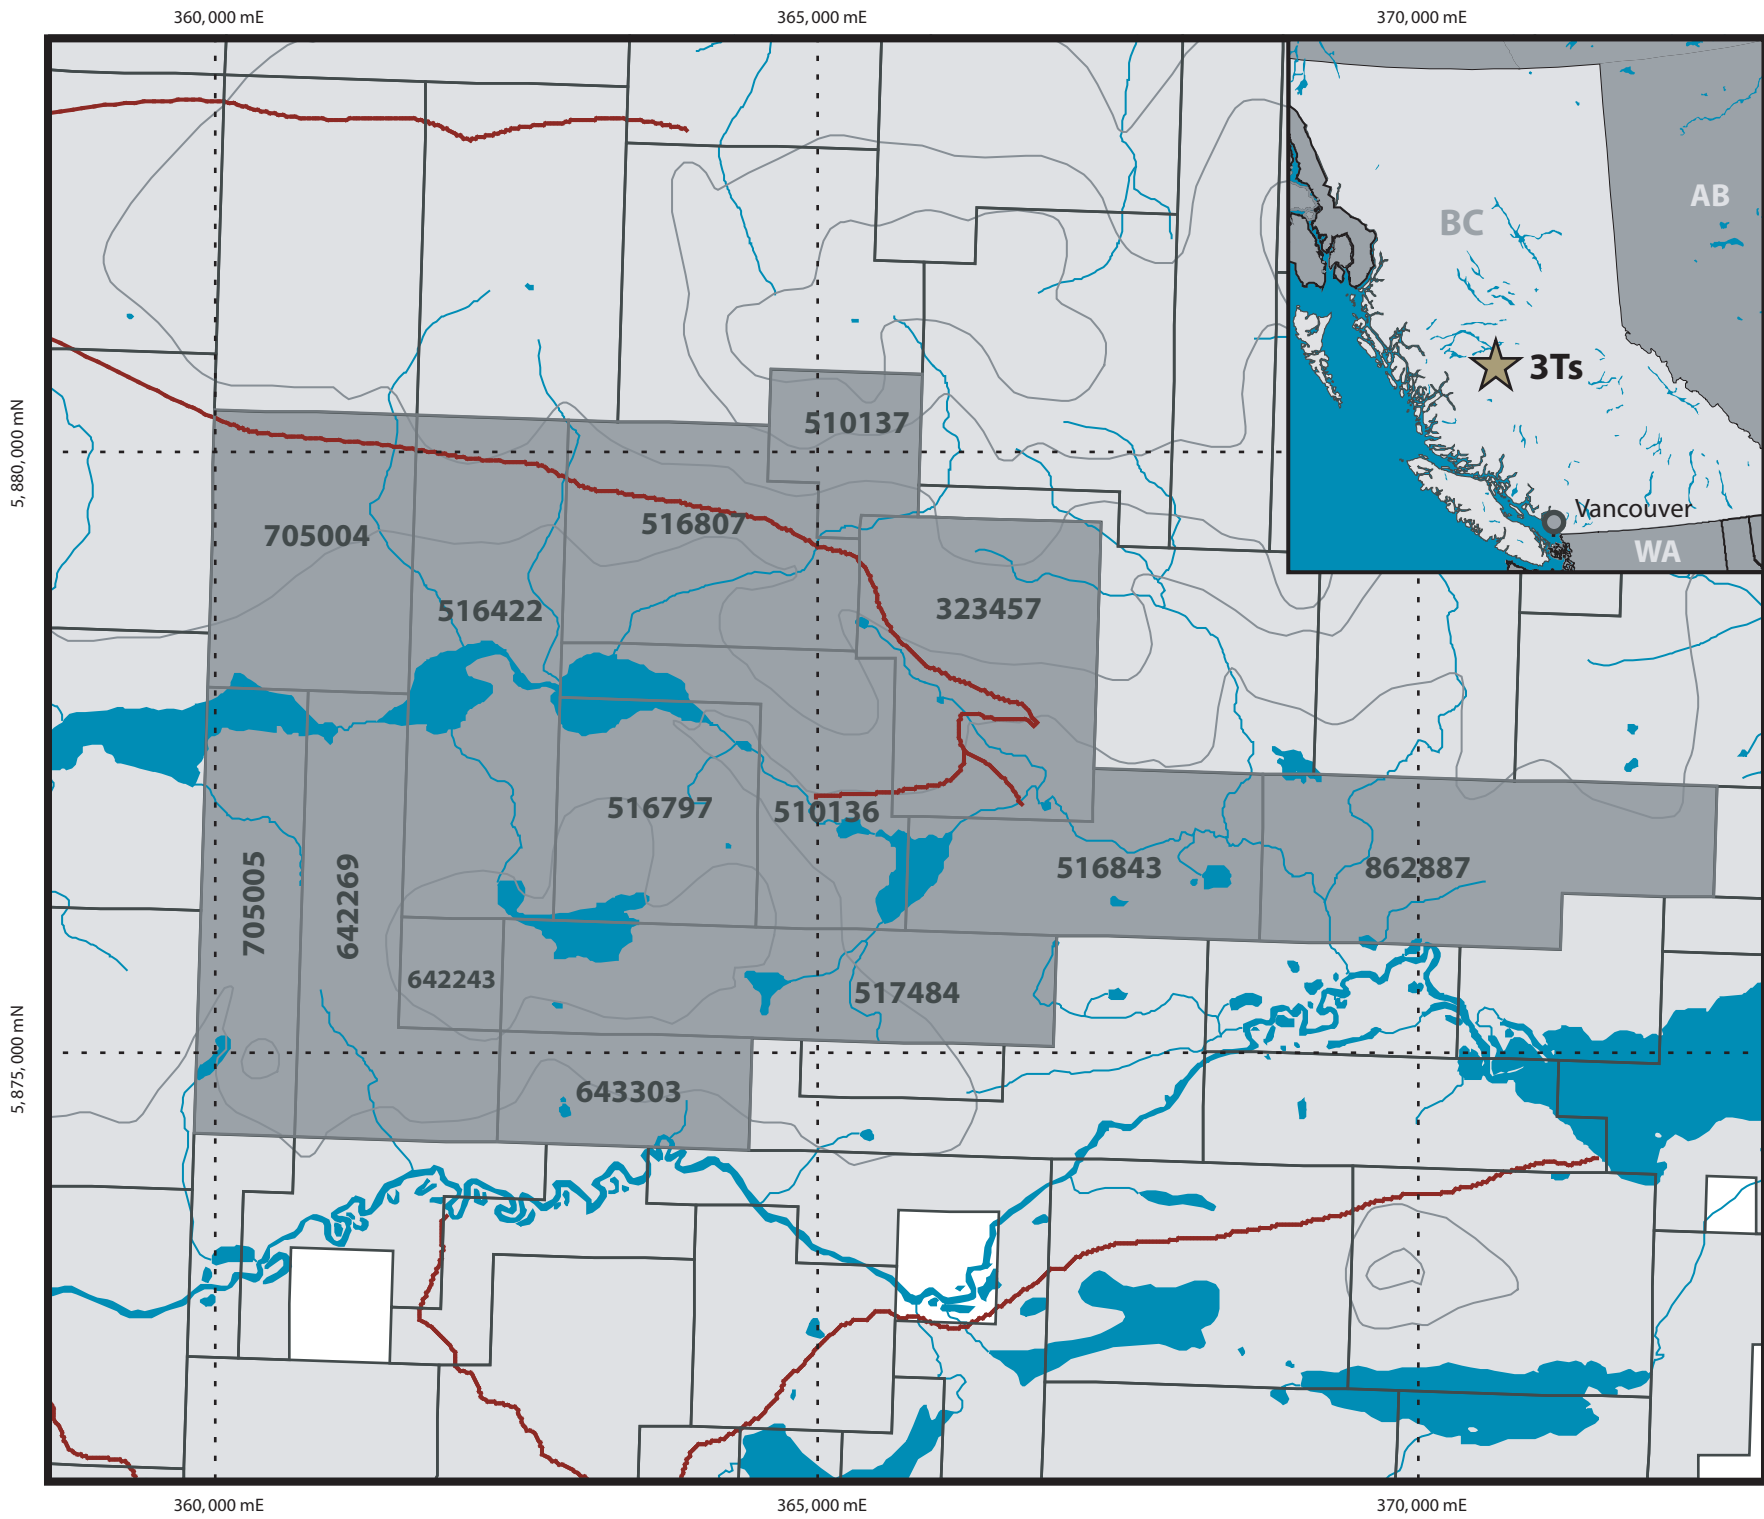 360,000 mE
365,000 mE
370,000 mE
AB
BC
3Ts
5,880,000 mN
510137
Vancouver
516807
705004
WA
516422
323457
516797
510136
516843
862887
705005
642269
642243
517484
5,875,000 mN
643303
360,000 mE
365,000 mE
370,000 mE